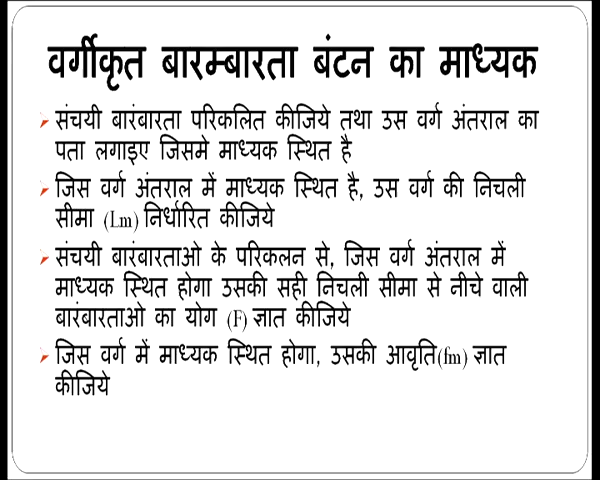 वर्गीकृत बारम्बारता बंटन का माध्यक
संचयी बारंबारता परिकलित कीजिये तथा उस वर्ग अंतराल का
पता लगाइए जिसमे माध्यक स्थित है
जिस वर्ग अंतराल में माध्यक स्थित है, उस वर्ग की निचली
सीमा (Lm) निर्धारित कीजिये
संचयी बारंबारताओ के परिकलन से, जिस वर्ग अंतराल में
माध्यक स्थित होगा उसकी सही निचली सीमा से नीचे वाली
बारंबारताओ का योग (F) ज्ञात कीजिये
जिस वर्ग में माध्यक स्थित होगा, उसकी आवृति(fm) ज्ञात
कीजिये